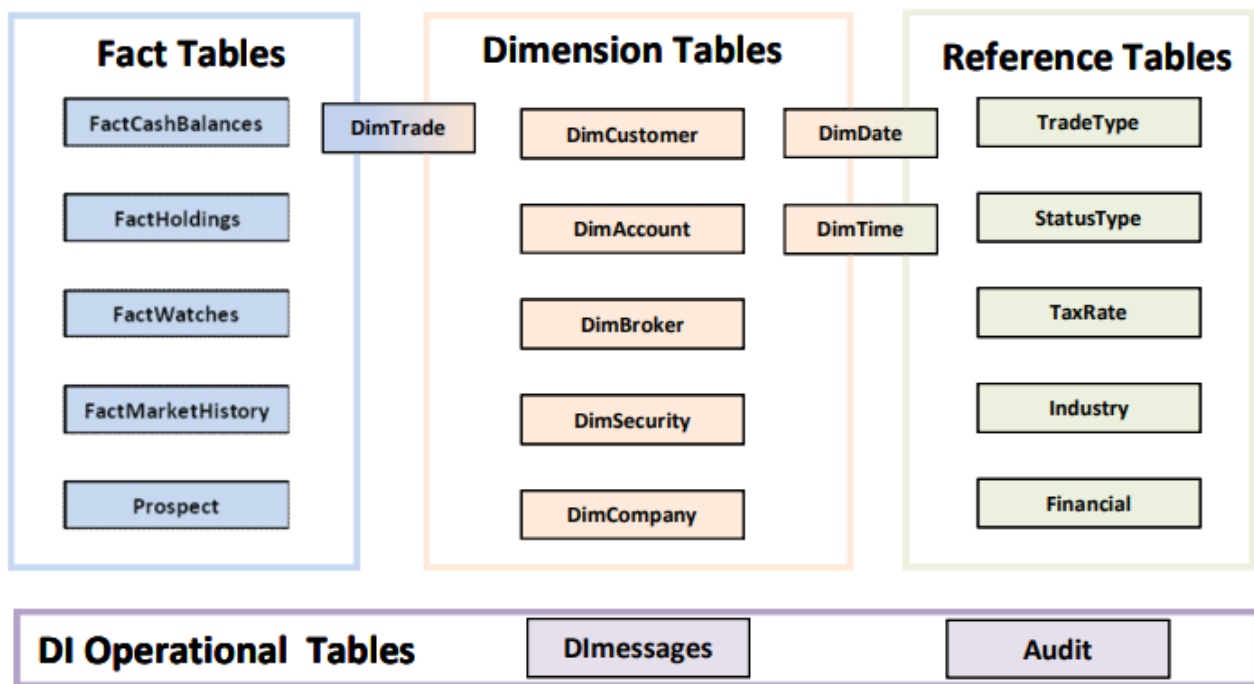 Fact Tables
FactCashBalances
FactHoldings
FactWatches
FactMarketHistory
Prospect
DimTrade
Dimension Tables
DimCustomer
DimAccount
DimBroker
DimSecurity
DimCompany
DimDate
DimTime
Reference Tables
TradeType
StatusType
TaxRate
Industry
Financial
DI Operational Tables
DImessages
Audit